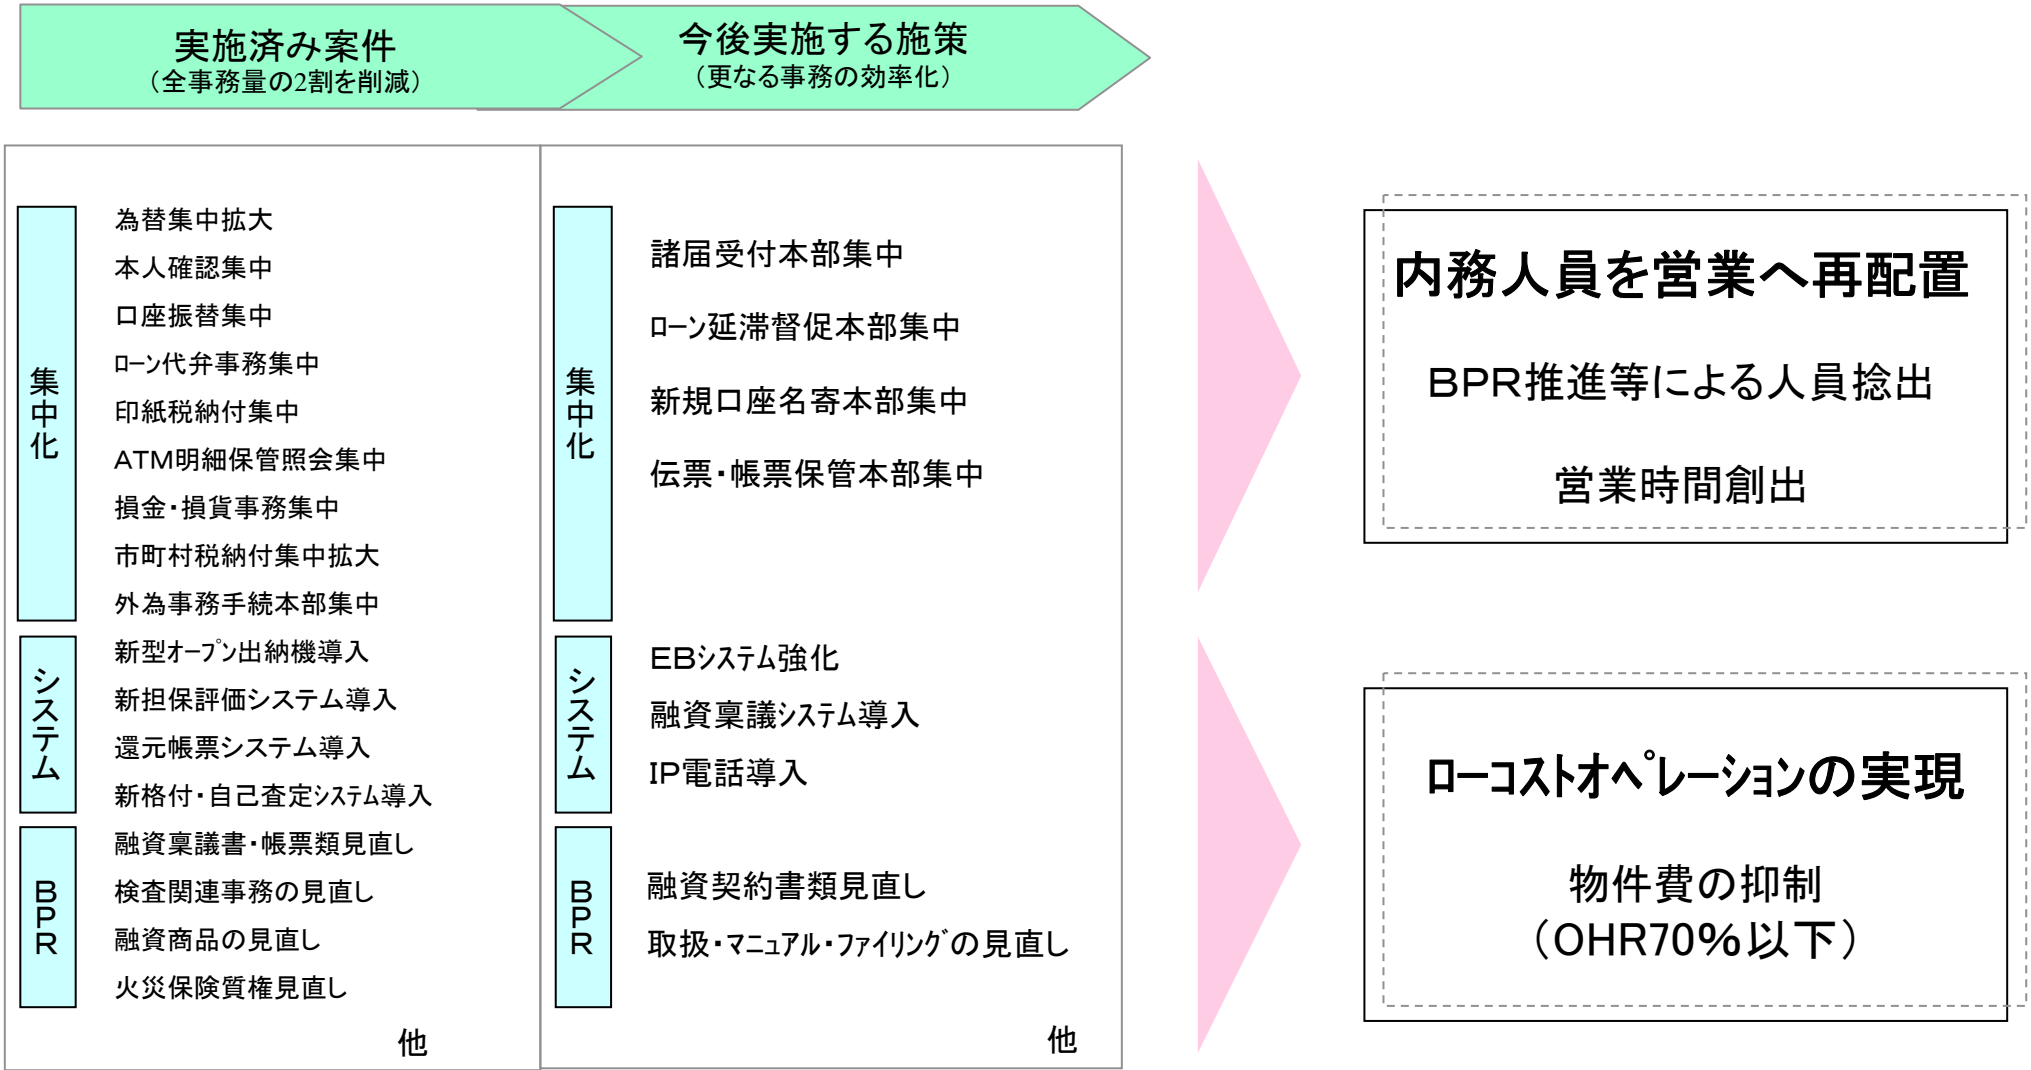 実施済み案件
（全事務量の2割を削減）
今後実施する施策
（更なる事務の効率化）
集中化
為替集中拡大
本人確認集中
口座振替集中
ﾛｰﾝ代弁事務集中
印紙税納付集中
ATM明細保管照会集中
損金・損貨事務集中
市町村税納付集中拡大
外為事務手続本部集中
システム
新型ｵｰﾌﾟﾝ出納機導入
新担保評価システム導入
還元帳票システム導入
新格付・自己査定ｼｽﾃﾑ導入
BPR
融資稟議書・帳票類見直し
検査関連事務の見直し
融資商品の見直し
火災保険質権見直し
他
集中化
諸届受付本部集中
ﾛｰﾝ延滞督促本部集中
新規口座名寄本部集中
伝票・帳票保管本部集中
システム
EBｼｽﾃﾑ強化
融資稟議ｼｽﾃﾑ導入
IP電話導入
BPR
融資契約書類見直し
取扱・ﾏﾆｭｱﾙ・ﾌｧｲﾘﾝｸﾞの見直し
他
内務人員を営業へ再配置
BPR推進等による人員捻出
営業時間創出
ﾛｰｺｽﾄｵﾍﾟﾚｰｼｮﾝの実現
物件費の抑制
（OHR70%以下）